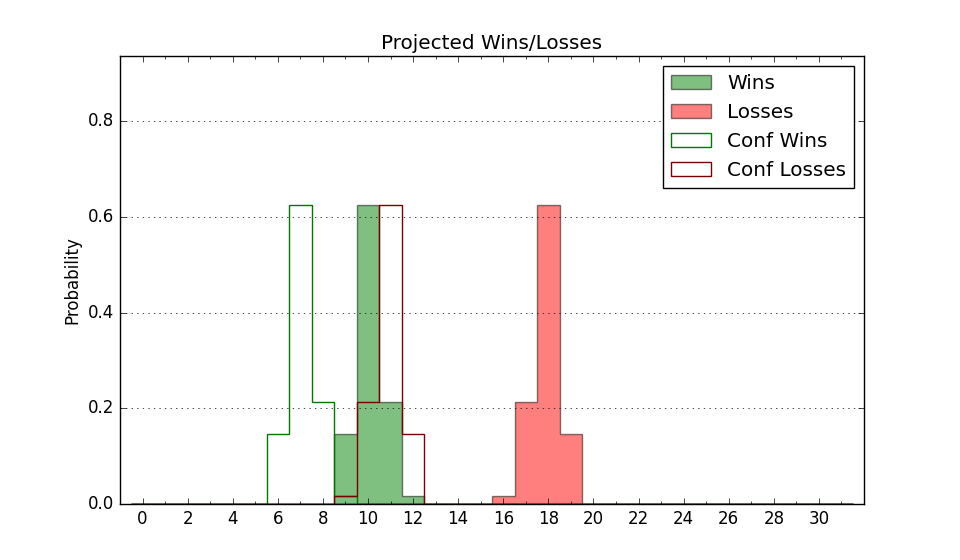 Projected Wins/Losses
Wins
Losses
Conf Wins
Conf Losses
0.8
0.6
0.4
0.2
0.0
Probability
0 2 4 6 8 10 12 14 16 18 20 22 24 26 28 30